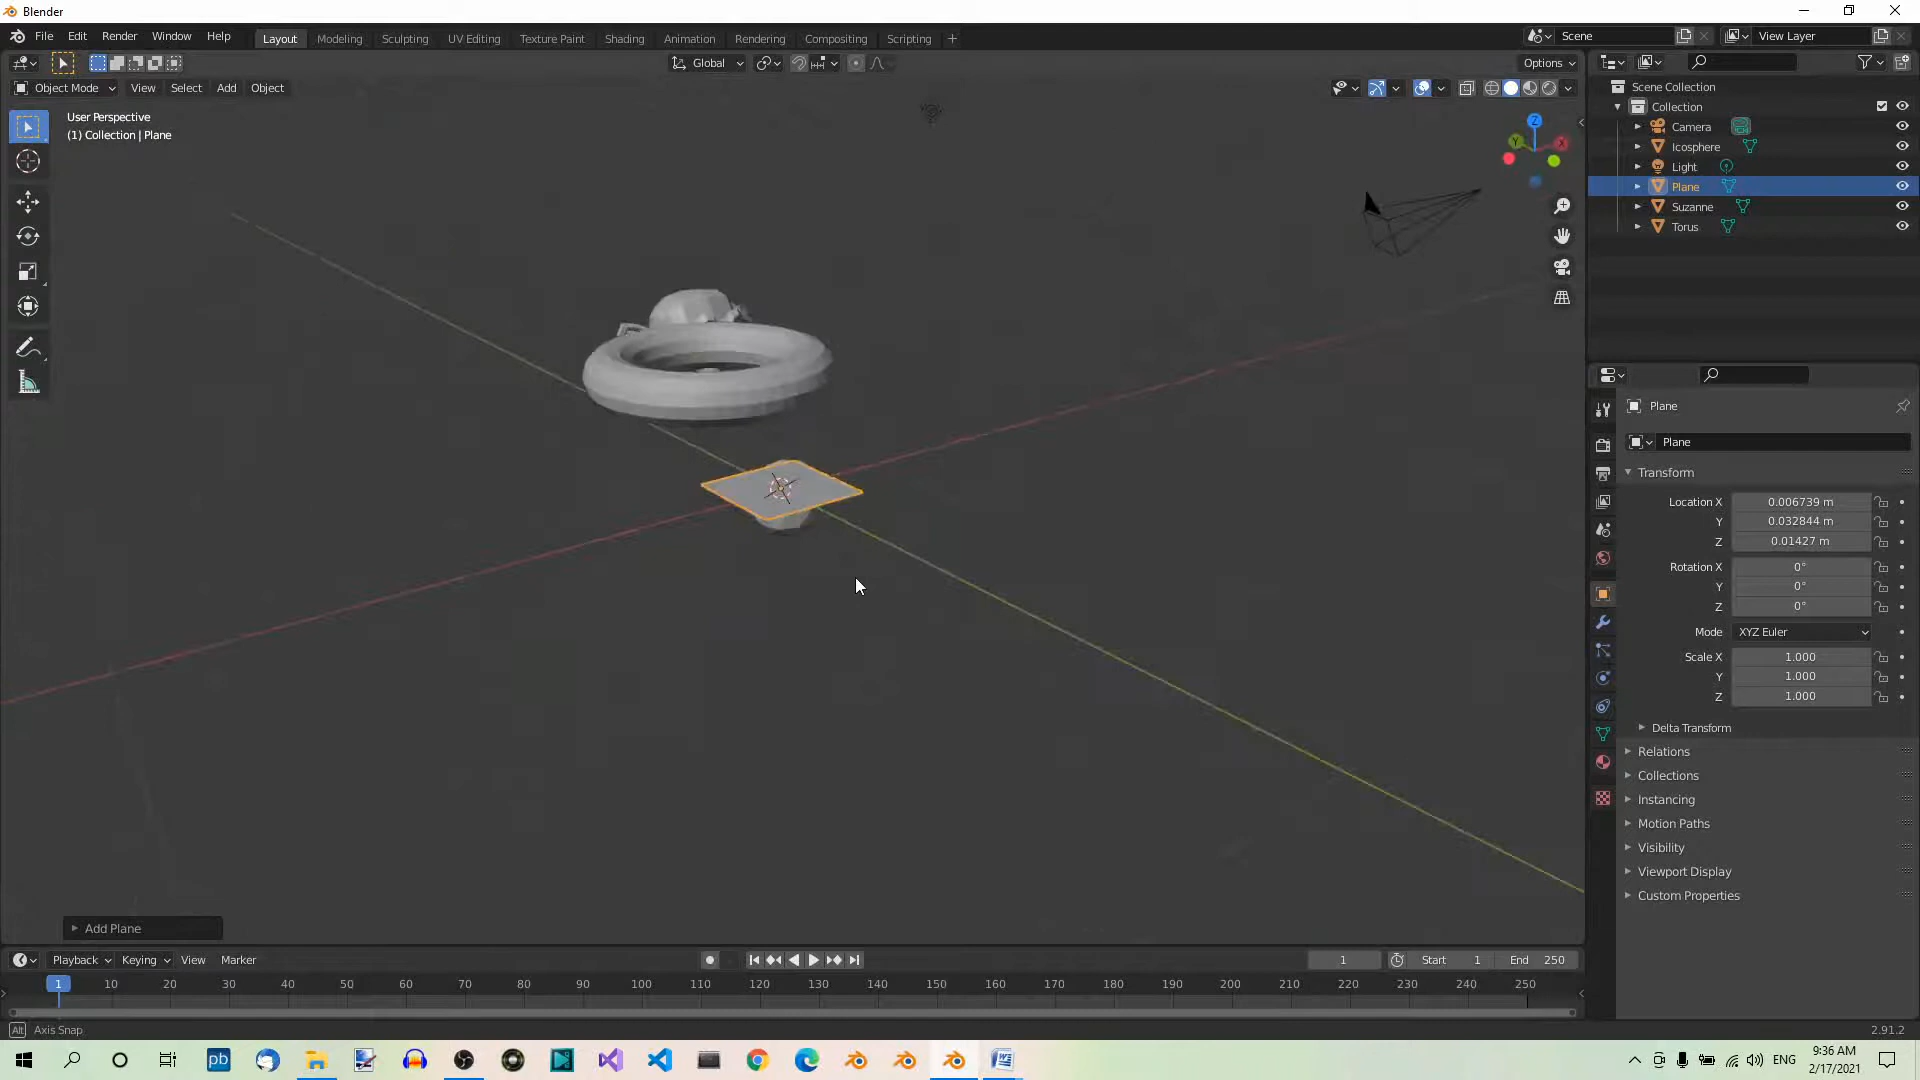 Blender
File Edit Render Window Help
Layout Modeling Sculpting UV Editing Texture Paint Shading Animation Rendering Compositing Scripting +
Scene
View Layer
Global
Options
Object Mode View Select Add Object
User Perspective
(1) Collection | Plane
Z
Y
X
Scene Collection
Collection
Camera
Icosphere
Light
Plane
Suzanne
Torus
Plane
Plane
Transform
Location X 0.006739 m
Y 0.032844 m
Z 0.01427 m
Rotation X 0°
Y 0°
Z 0°
Mode XYZ Euler
Scale X 1.000
Y 1.000
Z 1.000
Delta Transform
Relations
Collections
Instancing
Motion Paths
Visibility
Viewport Display
Custom Properties
Add Plane
Playback Keying View Marker
1
Start 1
End 250
1 10 20 30 40 50 60 70 80 90 100 110 120 130 140 150 160 170 180 190 200 210 220 230 240 250
Alt Axis Snap
2.91.2
pb
ENG
9:36 AM
2/17/2021